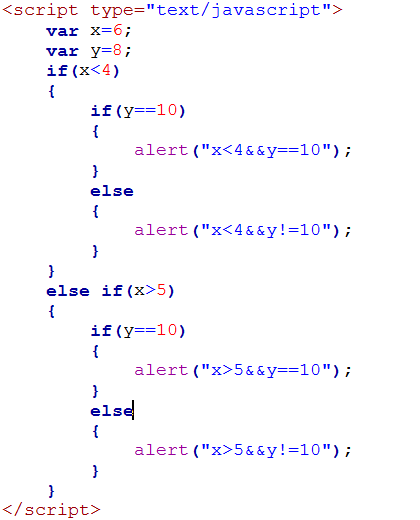 <script type="text/javascript">
    var x=6;
    var y=8;
    if(x<4)
    {
        if(y==10)
        {
            alert("x<4&&y==10");
        }
        else
        {
            alert("x<4&&y!=10");
        }
    }
    else if(x>5)
    {
        if(y==10)
        {
            alert("x>5&&y==10");
        }
        else
        {
            alert("x>5&&y!=10");
        }
    }
</script>